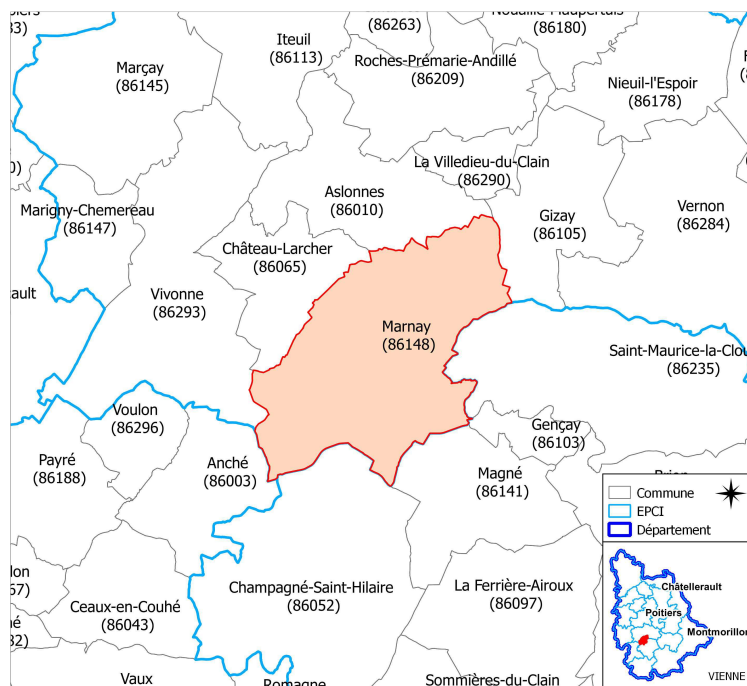 (86263)
(86180)
Iteuil
(86113)
Marçay
(86145)
Roches-Prémarie-Andillé
(86209)
Nieuil-l'Espoir
(86178)
La Villedieu-du-Clain
(86290)
Aslonnes
(86010)
Marigny-Chemereau
(86147)
Gizay
(86105)
Vernon
(86284)
Château-Larcher
(86065)
Vivonne
(86293)
ault
Marnay
(86148)
Saint-Maurice-la-Clou
(86235)
Voulon
(86296)
Gençay
(86103)
Payré
(86188)
Anché
(86003)
Magné
(86141)
Commune
EPCI
Département
Champagné-Saint-Hilaire
(86052)
La Ferrière-Airoux
(86097)
Ceaux-en-Couhé
(86043)
Châtellerault
Poitiers
Montmorillon
VIENNE
Vaux
Romagne
Sommières-du-Clain